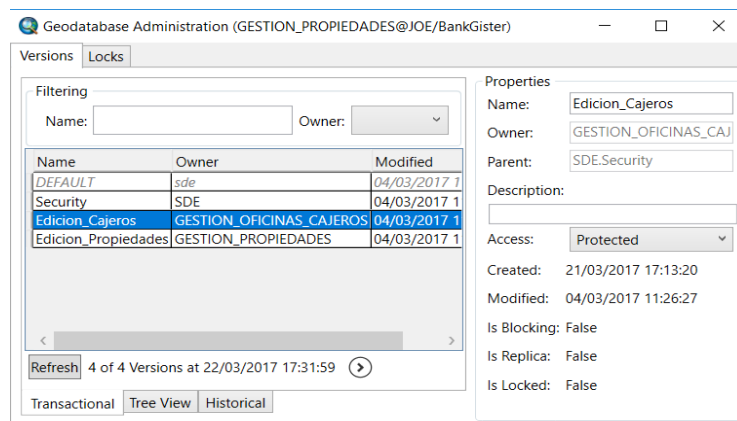 Geodatabase Administration (GESTION_PROPIEDADES@JOE/BankGister)
Versions Locks
Filtering
Name: Owner:
Name Owner Modified
DEFAULT sde 04/03/2017 1
Security SDE 04/03/2017 1
Edicion_Cajeros GESTION_OFICINAS_CAJEROS 04/03/2017 1
Edicion_Propiedades GESTION_PROPIEDADES 04/03/2017 1
Refresh 4 of 4 Versions at 22/03/2017 17:31:59
Transactional Tree View Historical
Properties
Name: Edicion_Cajeros
Owner: GESTION_OFICINAS_CAJ
Parent: SDE.Security
Description:
Access: Protected
Created: 21/03/2017 17:13:20
Modified: 04/03/2017 11:26:27
Is Blocking: False
Is Replica: False
Is Locked: False